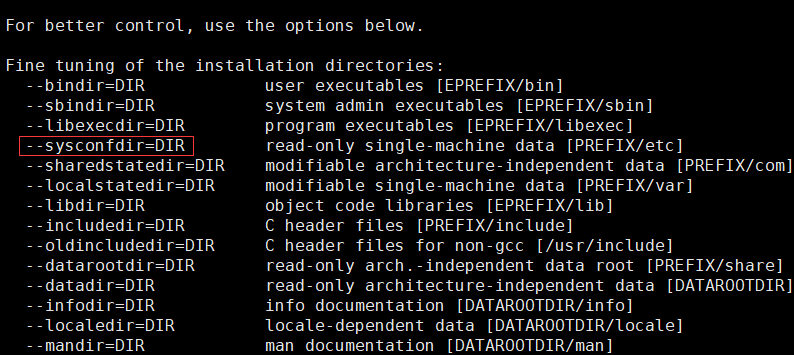 For better control, use the options below.
Fine tuning of the installation directories:
--bindir=DIR user executables [EPREFIX/bin]
--sbindir=DIR system admin executables [EPREFIX/sbin]
--libexecdir=DIR program executables [EPREFIX/libexec]
--sysconfdir=DIR read-only single-machine data [PREFIX/etc]
--sharedstatedir=DIR modifiable architecture-independent data [PREFIX/com]
--localstatedir=DIR modifiable single-machine data [PREFIX/var]
--libdir=DIR object code libraries [EPREFIX/lib]
--includedir=DIR C header files [PREFIX/include]
--oldincludedir=DIR C header files for non-gcc [/usr/include]
--datarootdir=DIR read-only arch.-independent data root [PREFIX/share]
--datadir=DIR read-only architecture-independent data [DATAROOTDIR]
--infodir=DIR info documentation [DATAROOTDIR/info]
--localedir=DIR locale-dependent data [DATAROOTDIR/locale]
--mandir=DIR man documentation [DATAROOTDIR/man]